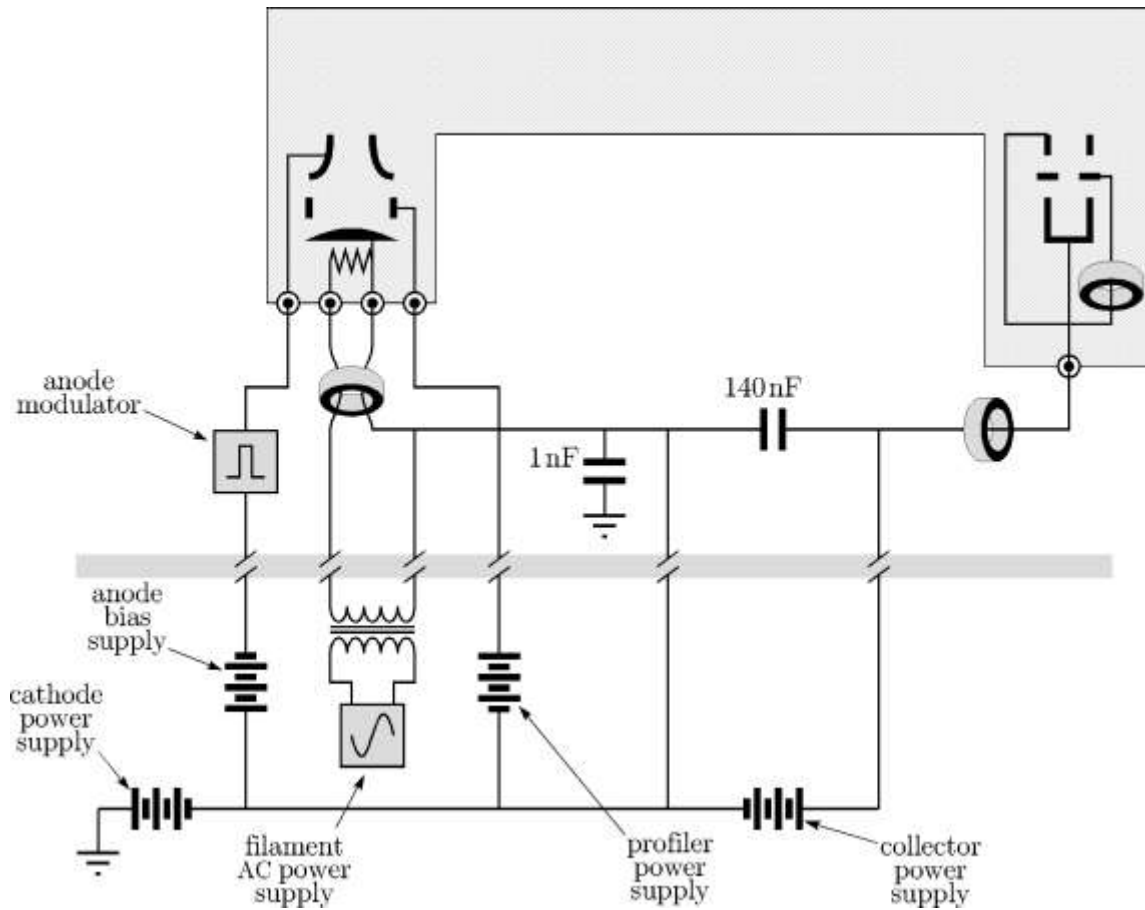 anode
modulator
140 nF
1 nF
anode
bias
supply
cathode
power
supply
filament
AC power
supply
profiler
power
supply
collector
power
supply